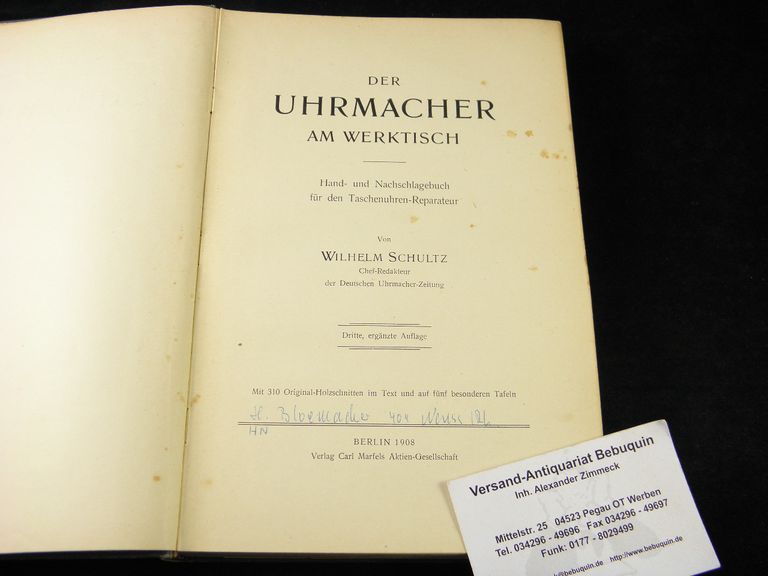 DER
UHRMACHER
AM WERKTISCH
Hand- und Nachschlagebuch
für den Taschenuhren-Reparateur
Von
WILHELM SCHULTZ
Chef-Redakteur
der Deutschen Uhrmacher-Zeitung
Dritte, ergänzte Auflage
Mit 310 Original-Holzschnitten im Text und auf fünf besonderen Tafeln
HN
BERLIN 1908
Verlag Carl Marfels Aktien-Gesellschaft
Versand-Antiquariat Bebuquin
Inh. Alexander Zimmeck
Mittelstr. 25 04523 Pegau OT Werben
Tel. 034296 - 49696 Fax 034296 - 49697
Funk: 0177 - 8029499
@bebuquin.de http://www.bebuquin.de